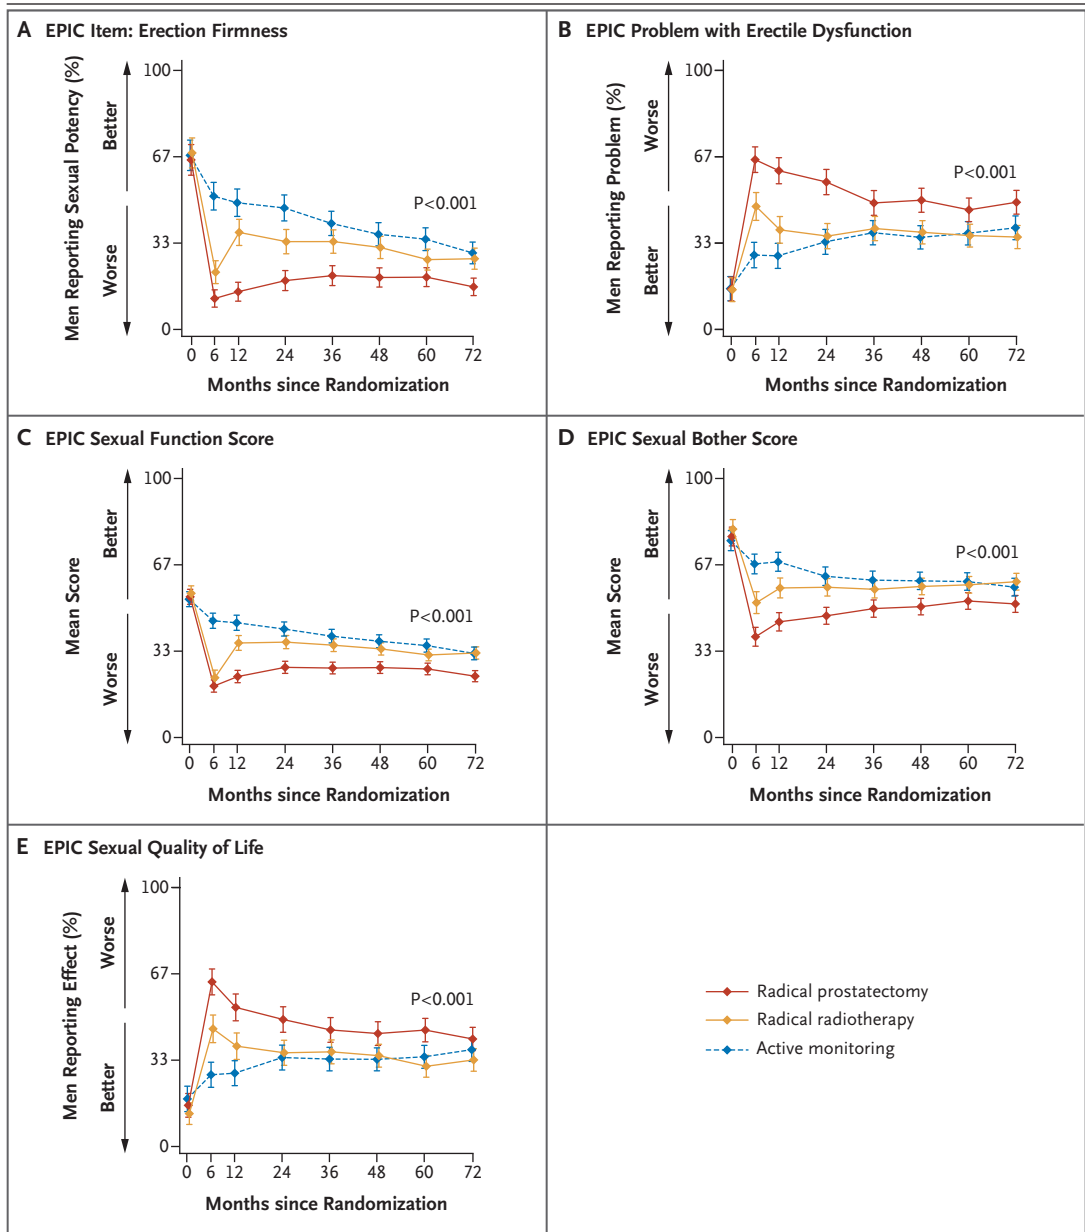 A EPIC Item: Erection Firmness
Men Reporting Sexual Potency (%)
Better
Worse
100
67
33
0
P<0.001
0 6 12 24 36 48 60 72
Months since Randomization
B EPIC Problem with Erectile Dysfunction
Men Reporting Problem (%)
Worse
Better
100
67
33
0
P<0.001
0 6 12 24 36 48 60 72
Months since Randomization
C EPIC Sexual Function Score
Mean Score
Better
Worse
100
67
33
0
P<0.001
0 6 12 24 36 48 60 72
Months since Randomization
D EPIC Sexual Bother Score
Mean Score
Better
Worse
100
67
33
0
P<0.001
0 6 12 24 36 48 60 72
Months since Randomization
E EPIC Sexual Quality of Life
Men Reporting Effect (%)
Worse
Better
100
67
33
0
P<0.001
0 6 12 24 36 48 60 72
Months since Randomization
Radical prostatectomy
Radical radiotherapy
Active monitoring